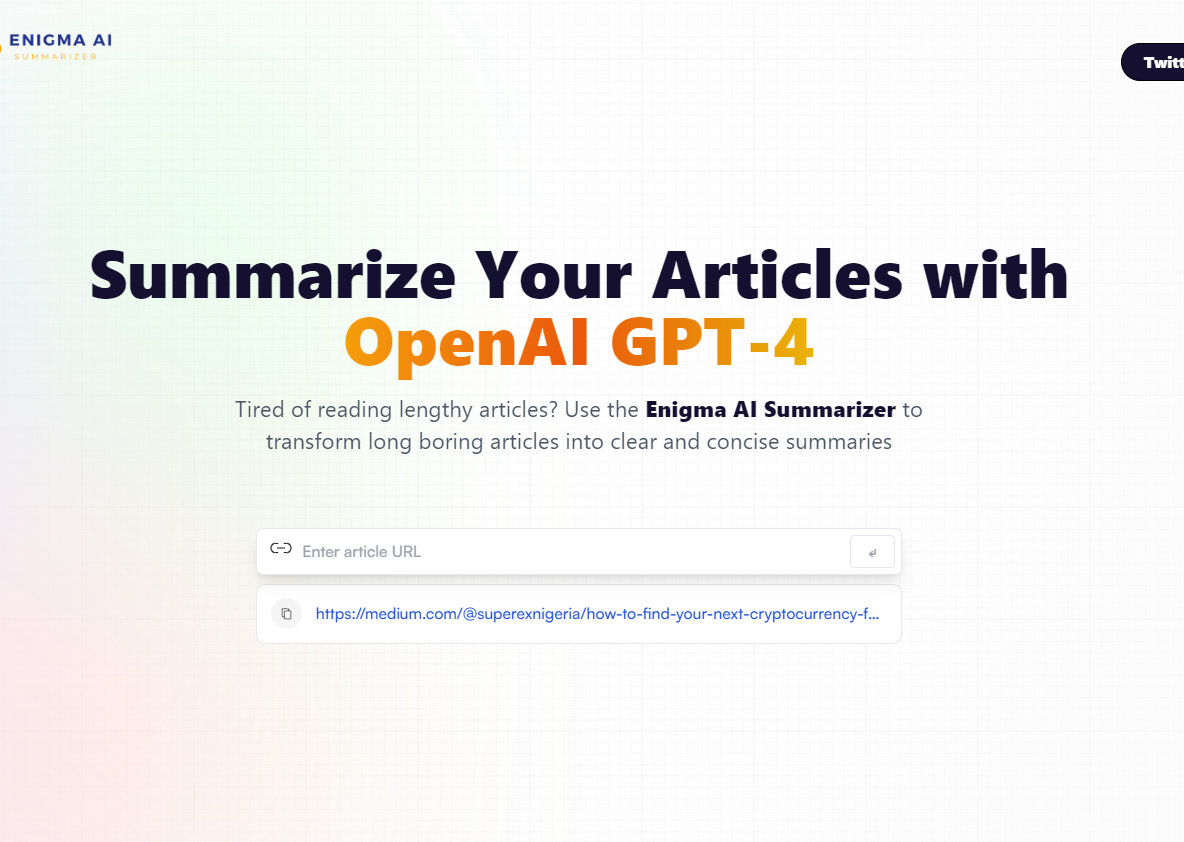 ENIGMA AI
SUMMARIZER
Twitt
Summarize Your Articles with
OpenAI GPT-4
Tired of reading lengthy articles? Use the Enigma AI Summarizer to
transform long boring articles into clear and concise summaries
Enter article URL
https://medium.com/@superexnigeria/how-to-find-your-next-cryptocurrency-f...